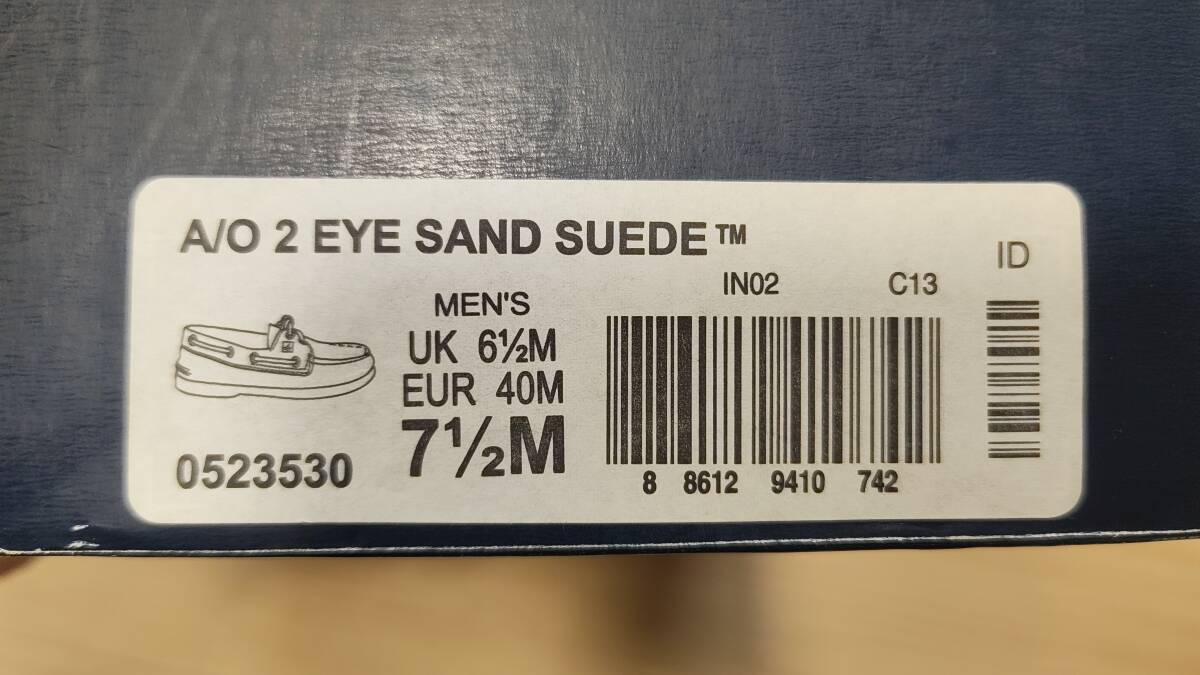 A/O 2 EYE SAND SUEDE™
ID
IN02 C13
MEN'S
UK 6½M
EUR 40M
7½M
0523530
8 8612 9410 742